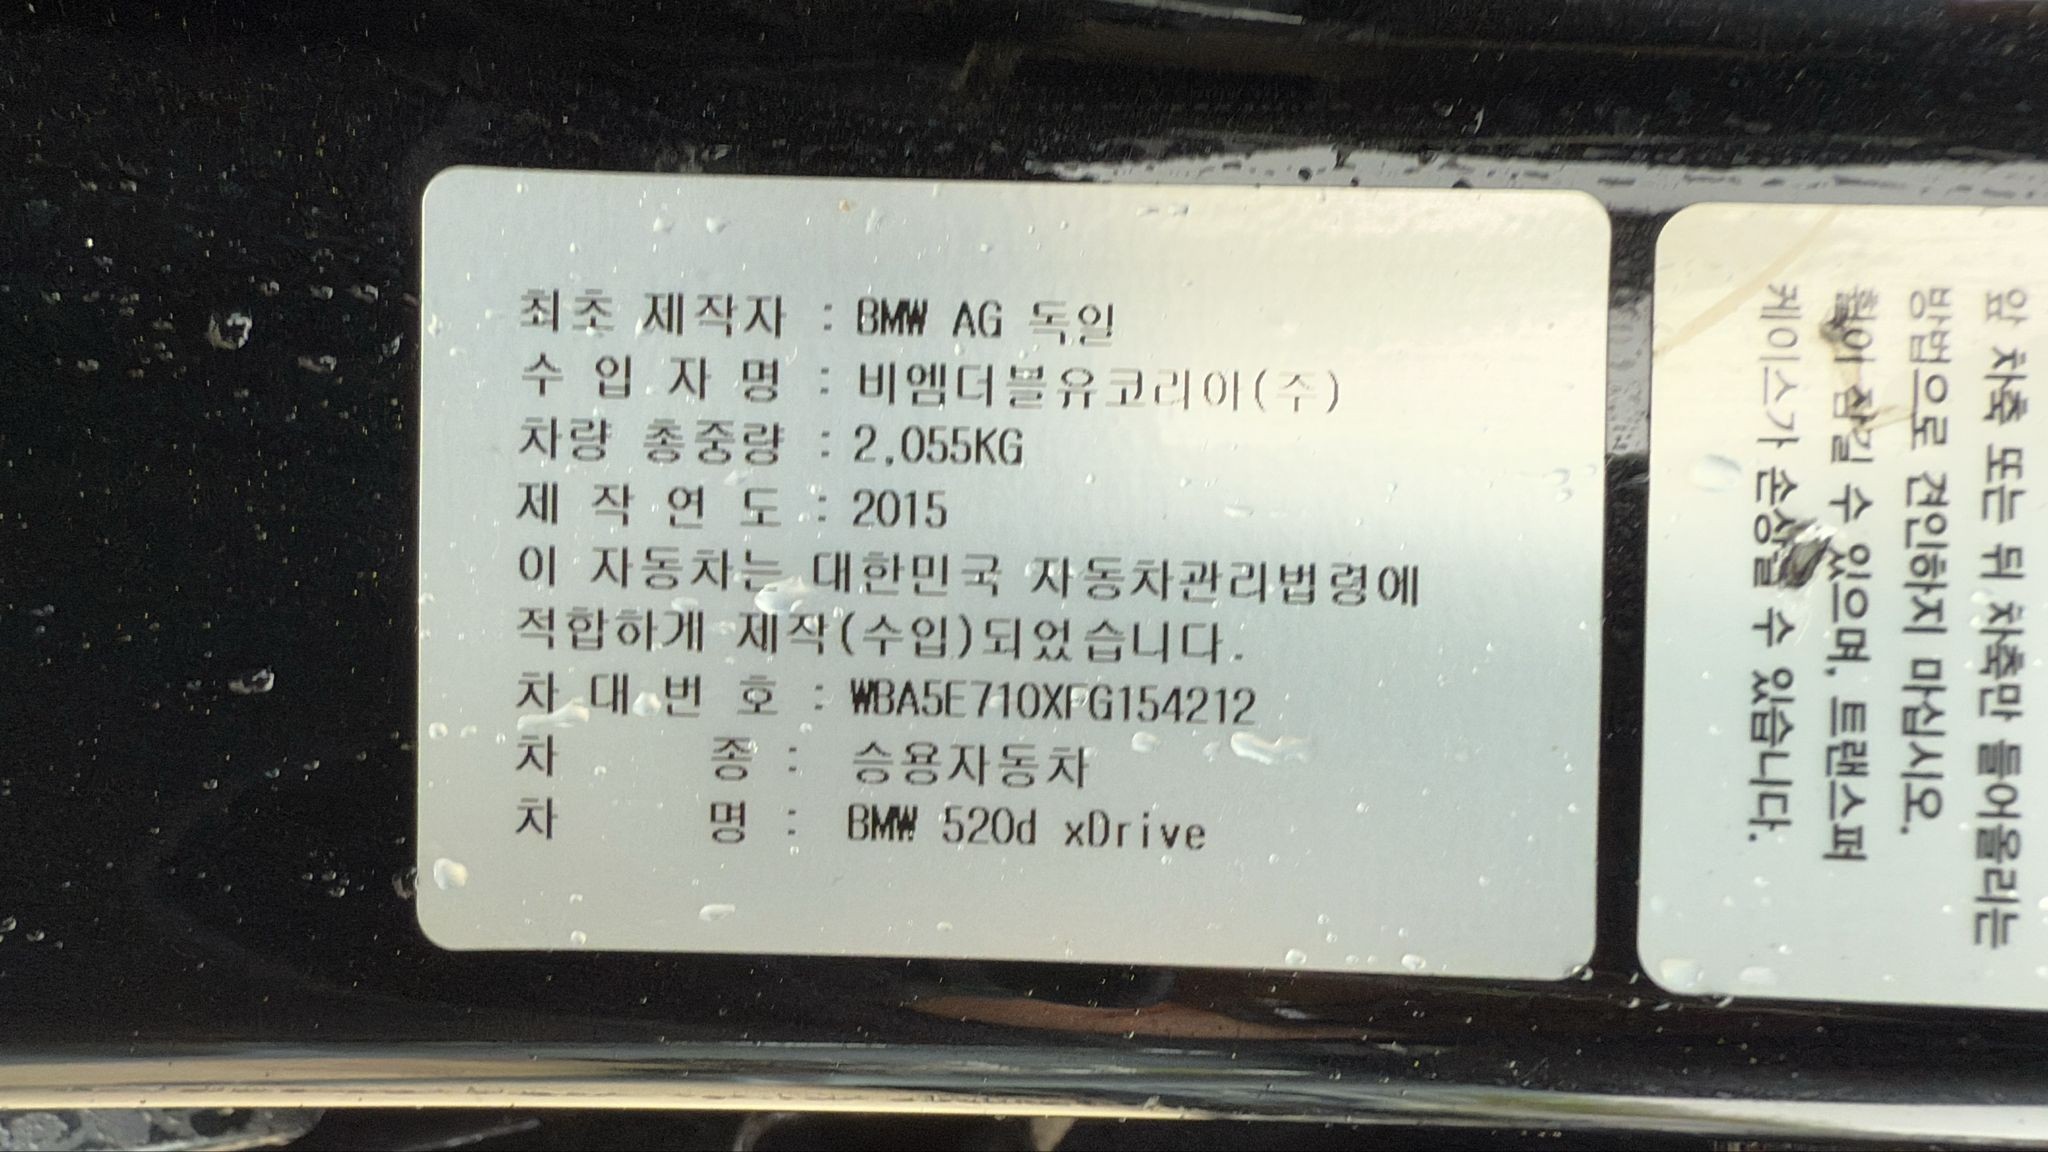 최초 제작자 : BMW AG 독일
수 입 자 명 : 비엠더블유코리아(주)
차량 총중량 : 2,055KG
제 작 연 도 : 2015
이 자동차는 대한민국 자동차관리법령에
적합하게 제작(수입)되었습니다.
차 대 번 호 : WBA5E710XFG154212
차 종 : 승용자동차
차 명 : BMW 520d xDrive
앞 차축 또는 뒤 차축만 들어올리는
방법으로 견인하지 마십시오.
휠이 잠길 수 있으며, 트랜스퍼
케이스가 손상될 수 있습니다.